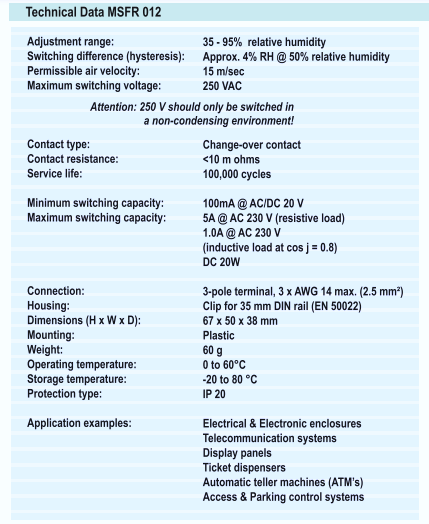 Technical Data MSFR 012
Adjustment range: 35 - 95% relative humidity
Switching difference (hysteresis): Approx. 4% RH @ 50% relative humidity
Permissible air velocity: 15 m/sec
Maximum switching voltage: 250 VAC
Attention: 250 V should only be switched in
a non-condensing environment!
Contact type: Change-over contact
Contact resistance: <10 m ohms
Service life: 100,000 cycles
Minimum switching capacity: 100mA @ AC/DC 20 V
Maximum switching capacity: 5A @ AC 230 V (resistive load)
1.0A @ AC 230 V
(inductive load at cos j = 0.8)
DC 20W
Connection: 3-pole terminal, 3 x AWG 14 max. (2.5 mm²)
Housing: Clip for 35 mm DIN rail (EN 50022)
Dimensions (H x W x D): 67 x 50 x 38 mm
Mounting: Plastic
Weight: 60 g
Operating temperature: 0 to 60°C
Storage temperature: -20 to 80 °C
Protection type: IP 20
Application examples: Electrical & Electronic enclosures
Telecommunication systems
Display panels
Ticket dispensers
Automatic teller machines (ATM's)
Access & Parking control systems